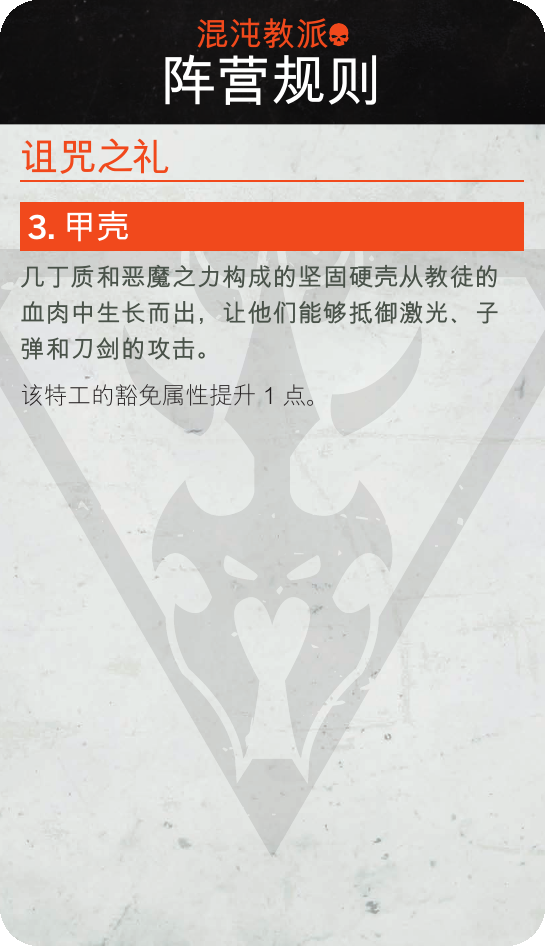 混沌教派
阵营规则
诅咒之礼
3. 甲壳
几丁质和恶魔之力构成的坚固硬壳从教徒的
血肉中生长而出，让他们能够抵御激光、子
弹和刀剑的攻击。
该特工的豁免属性提升 1 点。